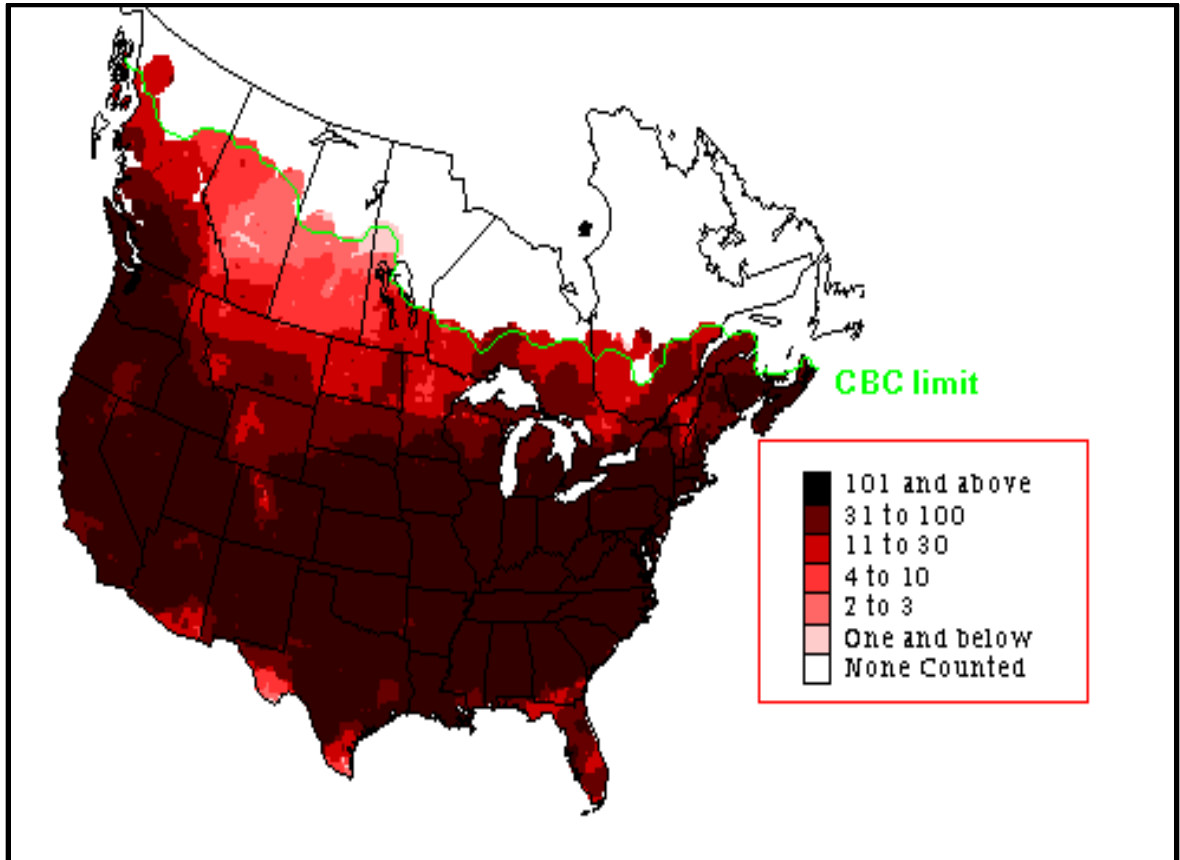 CBC limit
101 and above
31 to 100
11 to 30
4 to 10
2 to 3
One and below
None Counted